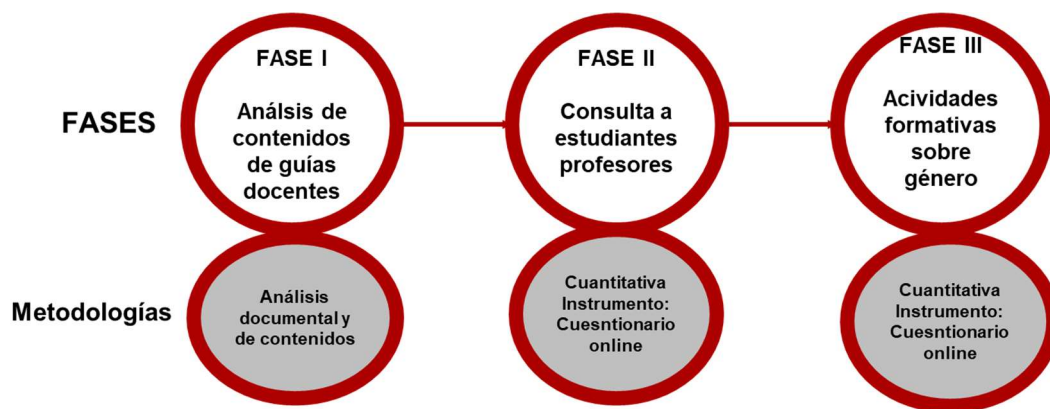 FASES
FASE I
Análsis de
contenidos
de guías
docentes
FASE II
Consulta a
estudiantes
profesores
FASE III
Acividades
formativas
sobre
género
Metodologías
Análisis
documental y
de contenidos
Cuantitativa
Instrumento:
Cuesntionario
online
Cuantitativa
Instrumento:
Cuesntionario
online